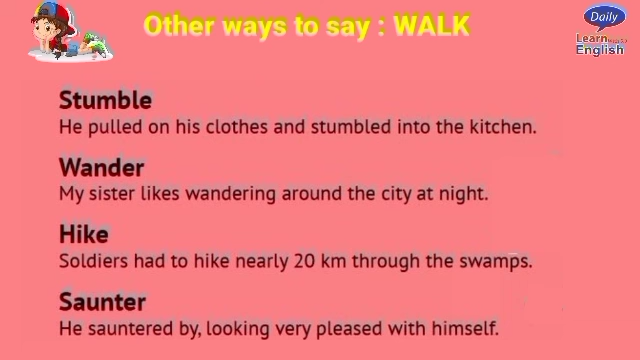 Other ways to say : WALK
Daily
Learn
English
Stumble
He pulled on his clothes and stumbled into the kitchen.
Wander
My sister likes wandering around the city at night.
Hike
Soldiers had to hike nearly 20 km through the swamps.
Saunter
He sauntered by, looking very pleased with himself.